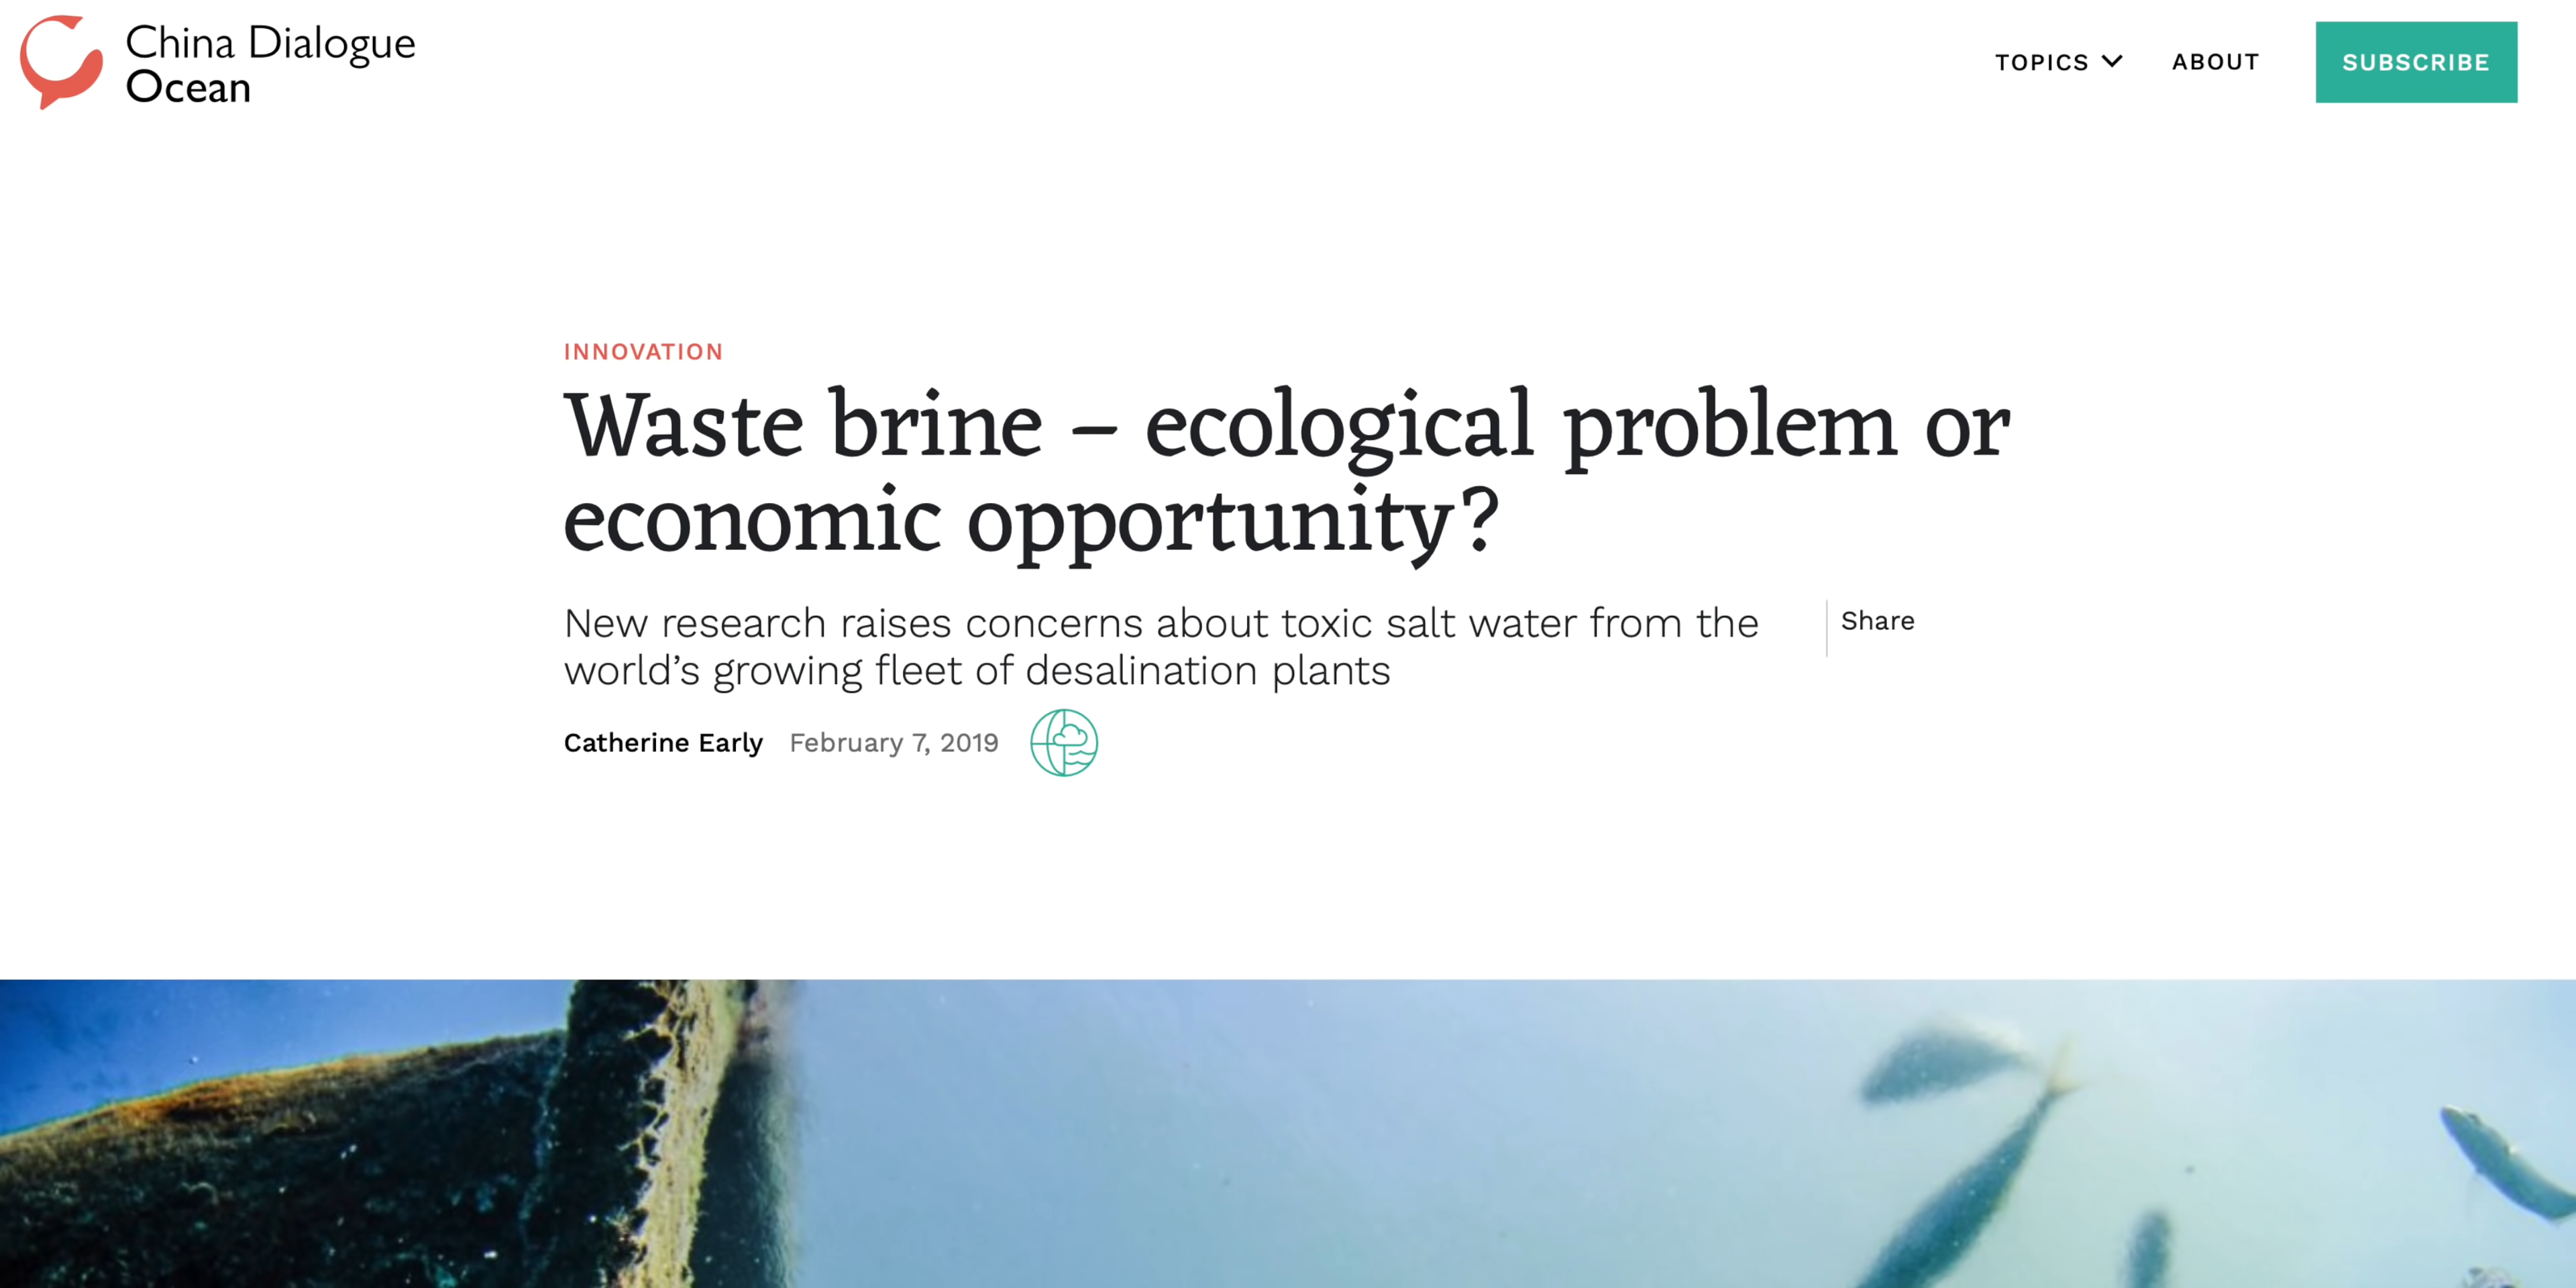 China Dialogue
Ocean
TOPICS
ABOUT
SUBSCRIBE
INNOVATION
Waste brine – ecological problem or
economic opportunity?
New research raises concerns about toxic salt water from the
world’s growing fleet of desalination plants
Share
Catherine Early February 7, 2019